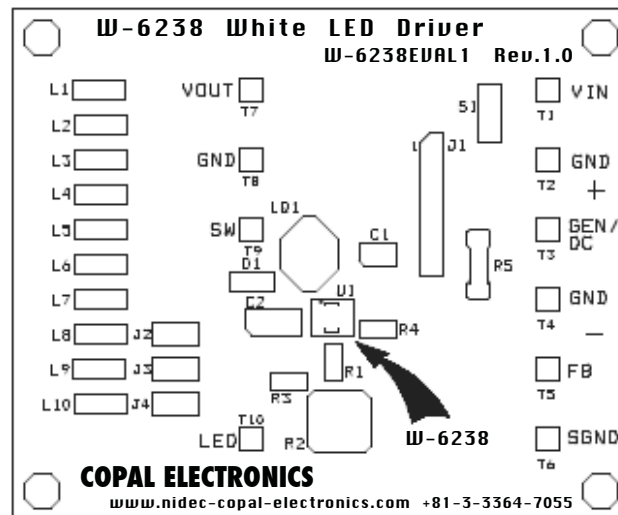 W-6238 White LED Driver
W-6238EVAL1 Rev.1.0
L1
VOUT
T7
S1
VIN
T1
L2
L3
GND
T8
J1
GND
T2
+
L4
LQ1
L5
SW
T9
C1
GEN/
DC
T3
L6
D1
R5
L7
C2
U1
GND
T4
L8
J2
R4
−
L9
J3
R3
R1
FB
T5
L10
J4
T10
LED
R2
W-6238
SGND
T6
COPAL ELECTRONICS
www.nidec-copal-electronics.com +81-3-3364-7055